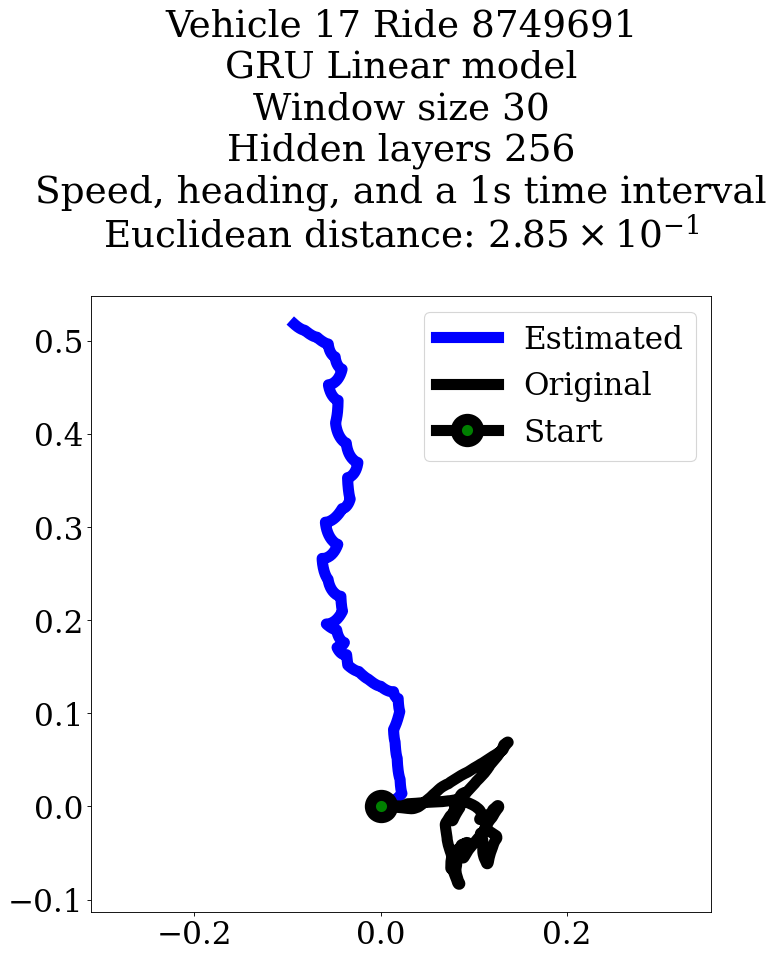 Vehicle 17 Ride 8749691
GRU Linear model
Window size 30
Hidden layers 256
Speed, heading, and a 1s time interval
Euclidean distance: 2.85 × 10⁻¹
Estimated
Original
Start
0.5
0.4
0.3
0.2
0.1
0.0
−0.1
−0.2
0.0
0.2